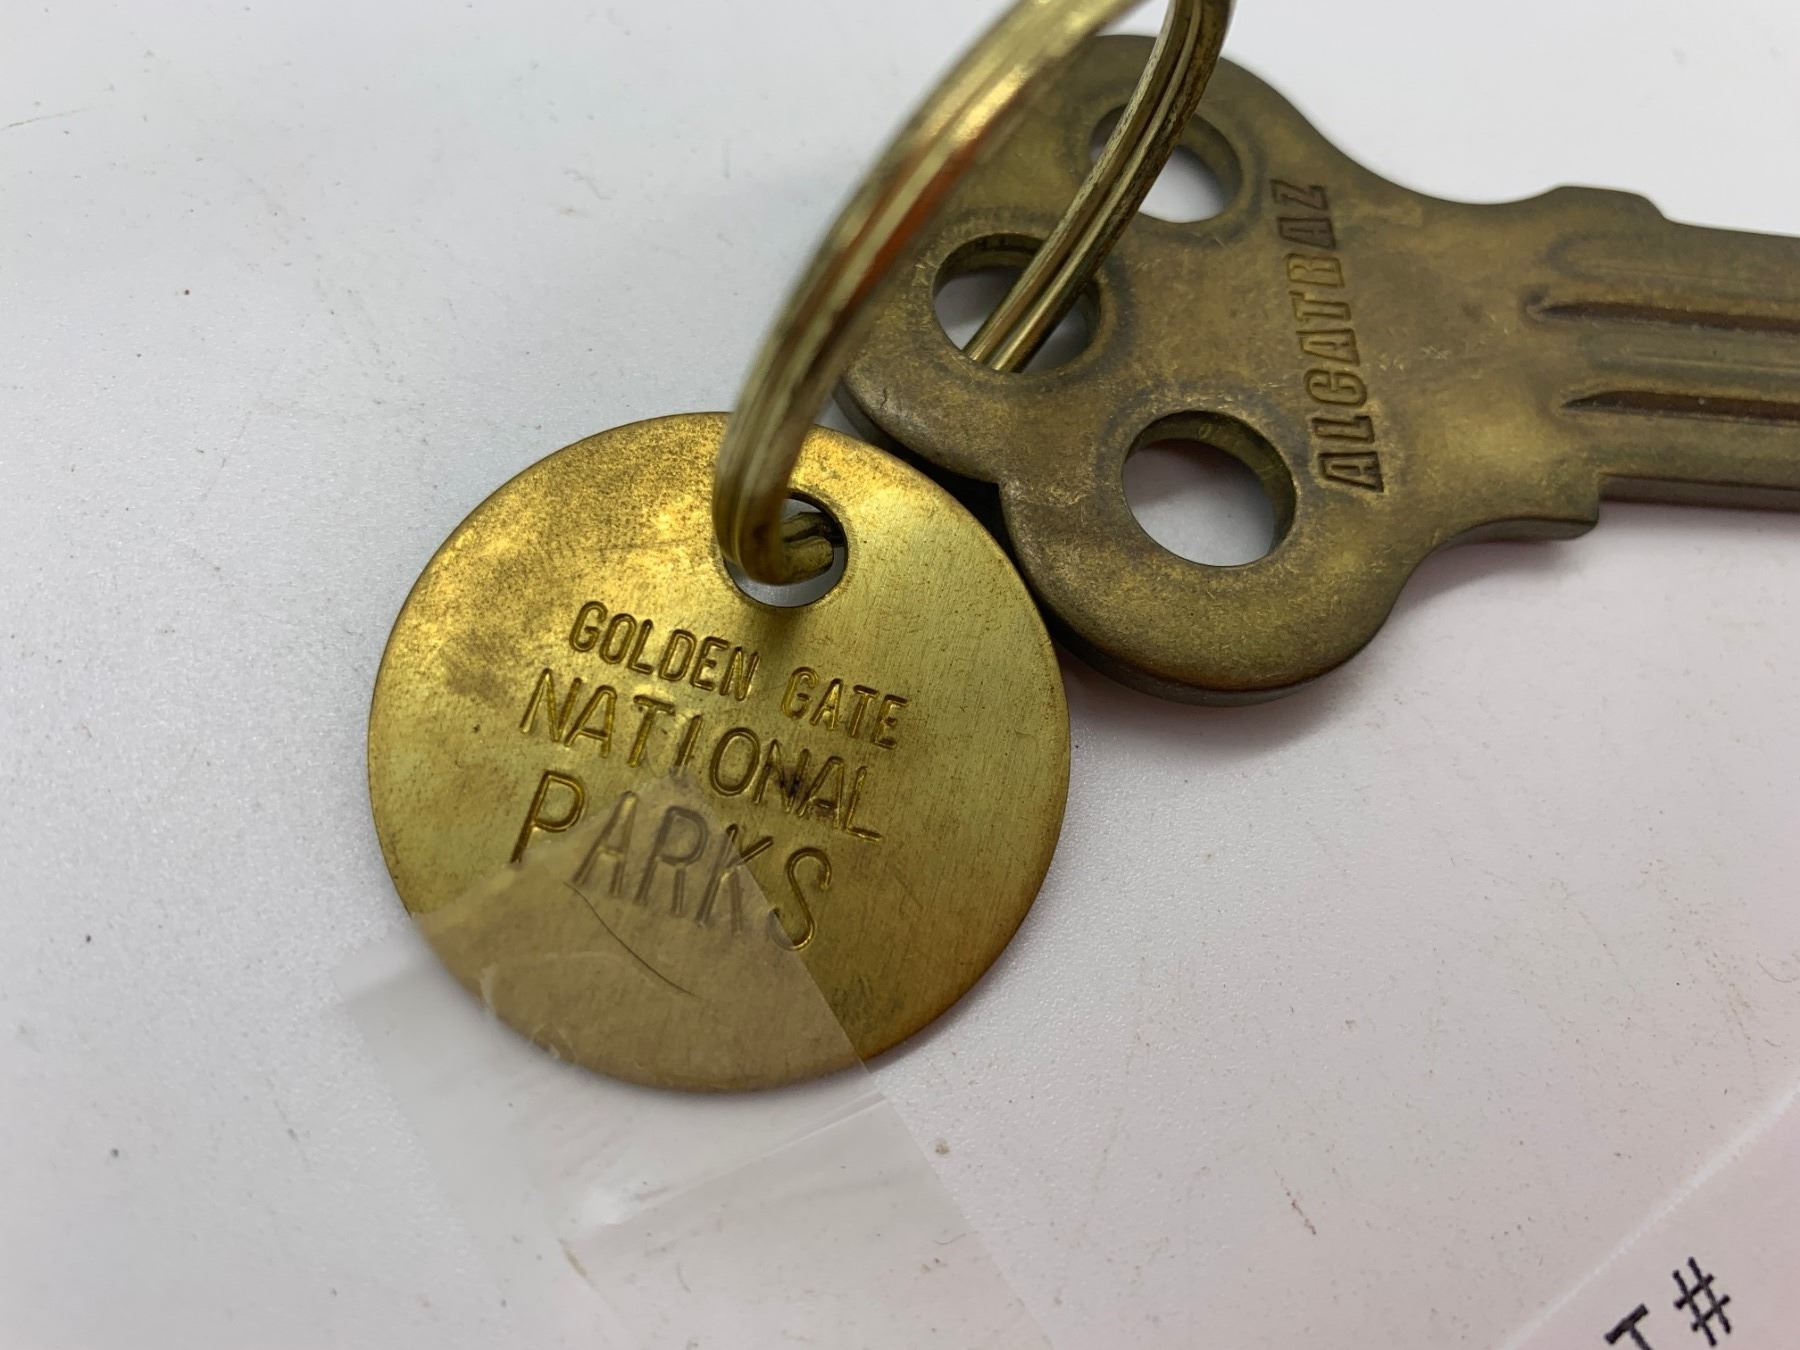 GOLDEN GATE
NATIONAL
PARKS
ALCATRAZ
T#